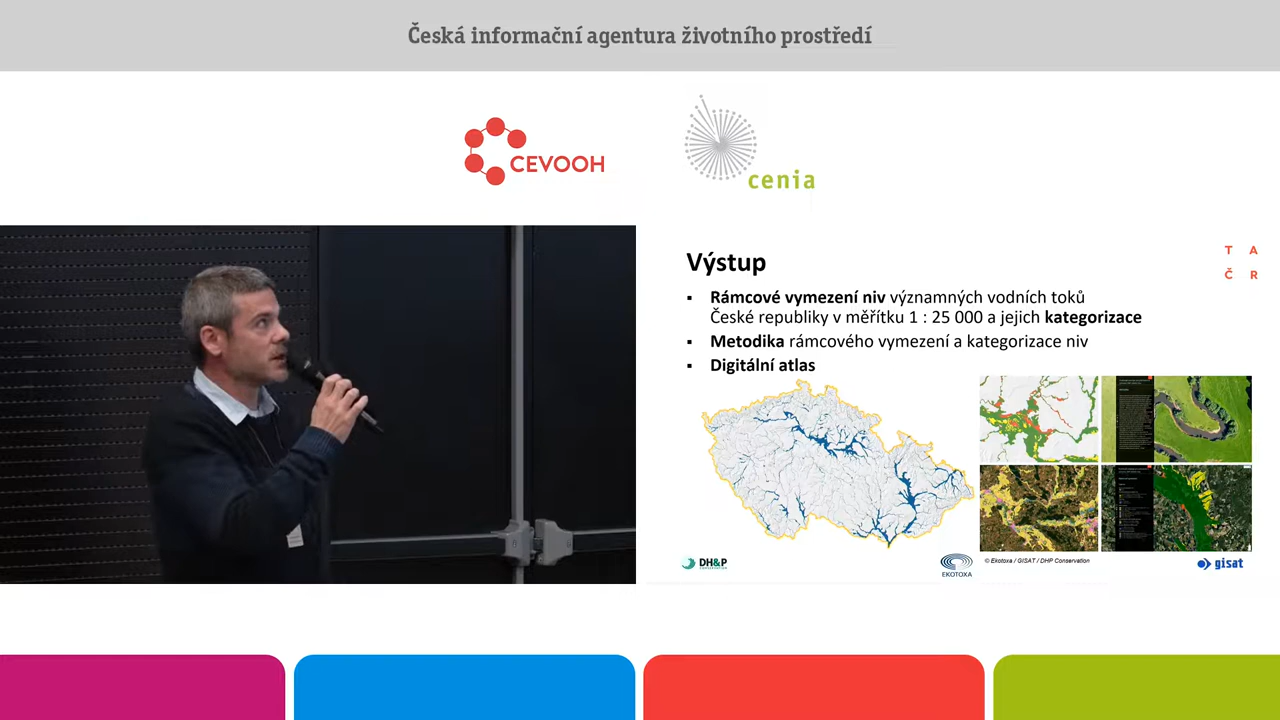 Česká informační agentura životního prostředí
CEVOOH
cenia
T A
Č R
Výstup
▪ Rámcové vymezení niv významných vodních toků
České republiky v měřítku 1 : 25 000 a jejich kategorizace
▪ Metodika rámcového vymezení a kategorizace niv
▪ Digitální atlas
DH&P
CONSERVATION
EKOTOXA
© Ekotoxa / GISAT / DHP Conservation
gisat